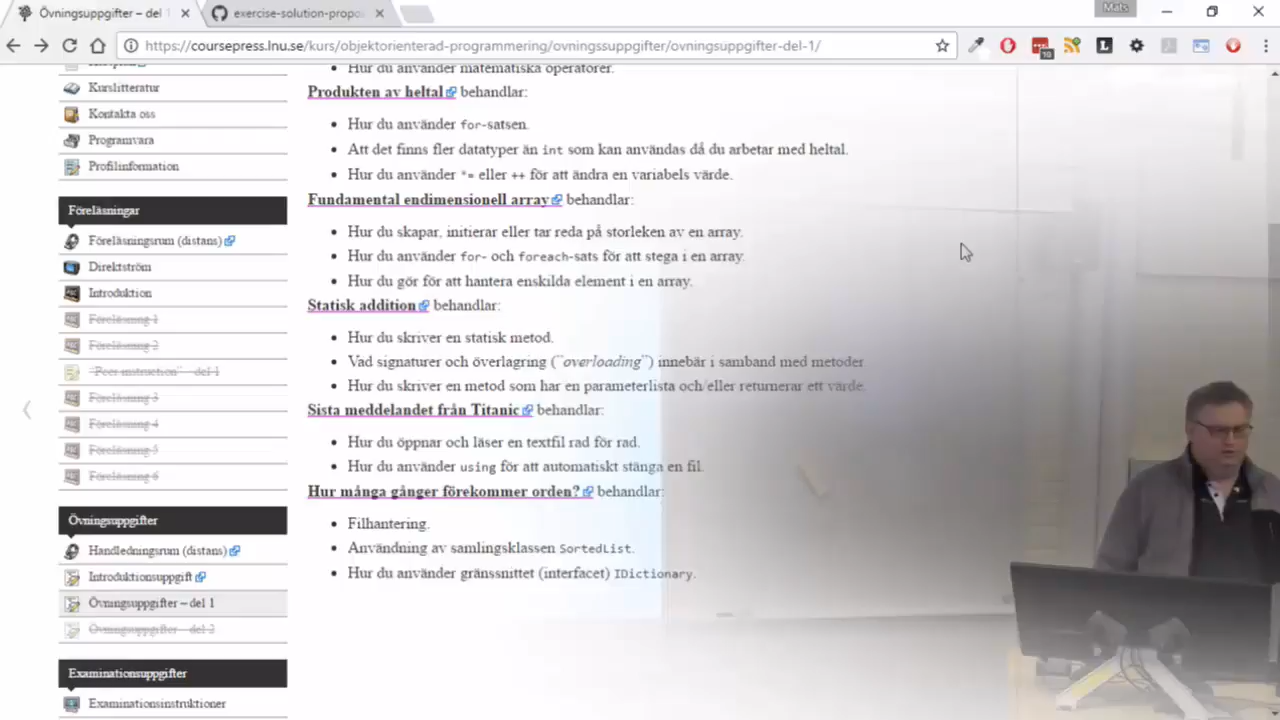 Övningsuppgifter – del 1
exercise-solution-propo
Mats
https://coursepress.lnu.se/kurs/objektorienterad-programmering/ovningssuppgifter/ovningsuppgifter-del-1/
10
Kurslitteratur
Kontakta oss
Programvara
Profilinformation
Föreläsningar
Föreläsningsrum (distans)
Direktström
Introduktion
Föreläsning 1
Föreläsning 2
"Peer instruction" – del 1
Föreläsning 3
Föreläsning 4
Föreläsning 5
Föreläsning 6
Övningsuppgifter
Handledningsrum (distans)
Introduktionsuppgift
Övningsuppgifter – del 1
Övningsuppgifter – del 2
Examinationsuppgifter
Examinationsinstruktioner
• Hur du använder matematiska operatorer.
Produkten av heltal behandlar:
• Hur du använder for-satsen.
• Att det finns fler datatyper än int som kan användas då du arbetar med heltal.
• Hur du använder *= eller ++ för att ändra en variabels värde.
Fundamental endimensionell array behandlar:
• Hur du skapar, initierar eller tar reda på storleken av en array.
• Hur du använder for- och foreach-sats för att stega i en array.
• Hur du gör för att hantera enskilda element i en array.
Statisk addition behandlar:
• Hur du skriver en statisk metod.
• Vad signaturer och överlagring (¨overloading¨) innebär i samband med metoder
• Hur du skriver en metod som har en parameterlista och/eller returnerar ett värde.
Sista meddelandet från Titanic behandlar:
• Hur du öppnar och läser en textfil rad för rad.
• Hur du använder using för att automatiskt stänga en fil.
Hur många gånger förekommer orden? behandlar:
• Filhantering.
• Användning av samlingsklassen SortedList.
• Hur du använder gränssnittet (interfacet) IDictionary.